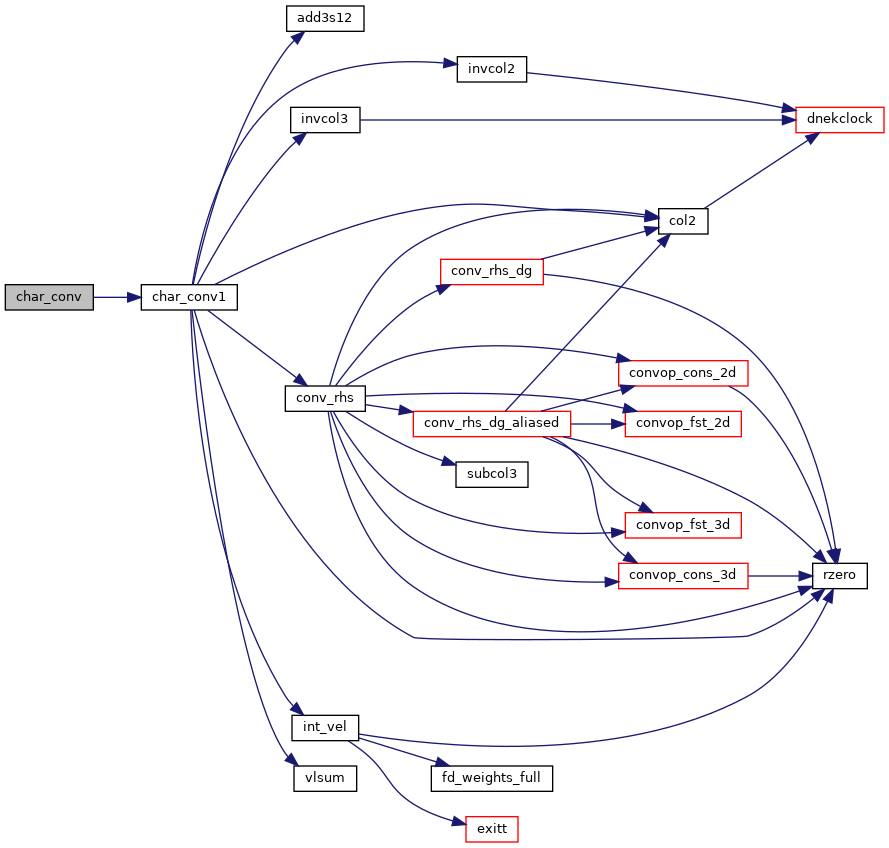 add3s12
invcol2
invcol3
dnekclock
col2
conv_rhs_dg
char_conv
char_conv1
convop_cons_2d
conv_rhs
conv_rhs_dg_aliased
convop_fst_2d
subcol3
convop_fst_3d
convop_cons_3d
rzero
int_vel
vlsum
fd_weights_full
exitt